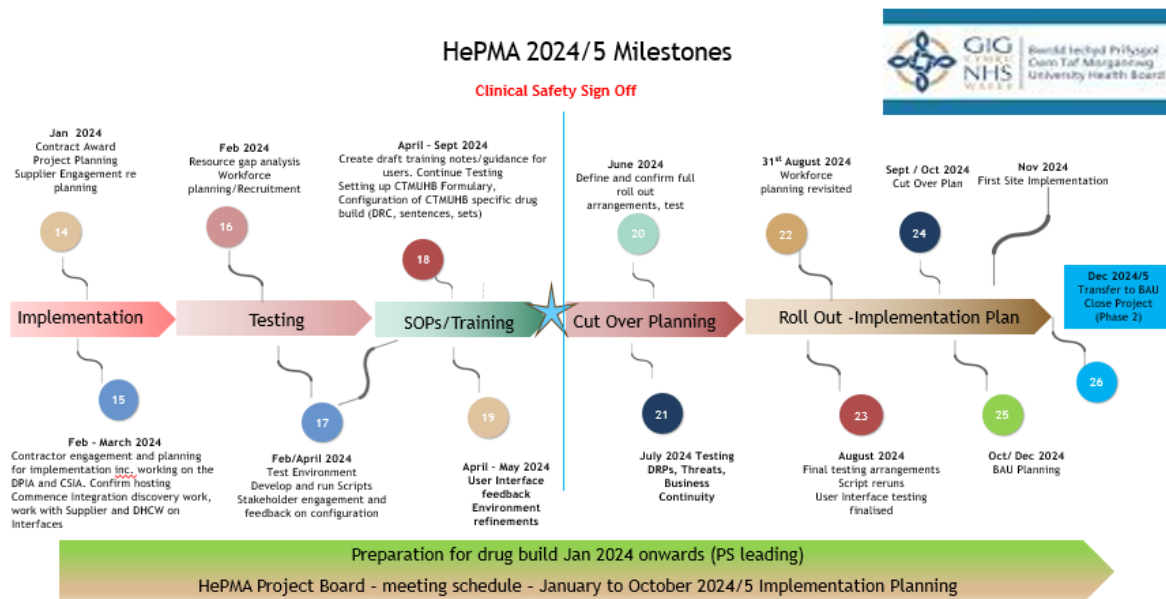 HePMA 2024/5 Milestones
Clinical Safety Sign Off
GIG
CYMRU
NHS
WALES
Bwrdd Iechyd Prifysgol
Cwm Taf Morgannwg
University Health Board
Jan 2024
Contract Award
Project Planning
Supplier Engagement re
planning
14
Feb 2024
Resource gap analysis
Workforce
planning/Recruitment
16
April - Sept 2024
Create draft training notes/guidance for
users. Continue Testing
Setting up CTMUHB Formulary,
Configuration of CTMUHB specific drug
build (DRC, sentences, sets)
18
June 2024
Define and confirm full
roll out
arrangements, test
20
31st August 2024
Workforce
planning revisited
22
Sept / Oct 2024
Cut Over Plan
24
Nov 2024
First Site Implementation
Dec 2024/5
Transfer to BAU
Close Project
(Phase 2)
Implementation
Testing
SOPs/Training
Cut Over Planning
Roll Out -Implementation Plan
15
Feb - March 2024
Contractor engagement and planning
for implementation inc. working on the
DPIA and CSIA. Confirm hosting
Commence Integration discovery work,
work with Supplier and DHCW on
Interfaces
17
Feb/April 2024
Test Environment
Develop and run Scripts
Stakeholder engagement and
feedback on configuration
19
April - May 2024
User Interface
feedback
Environment
refinements
21
July 2024 Testing
DRPs, Threats,
Business
Continuity
23
August 2024
Final testing arrangements
Script reruns
User Interface testing
finalised
25
Oct/ Dec 2024
BAU Planning
26
Preparation for drug build Jan 2024 onwards (PS leading)
HePMA Project Board - meeting schedule - January to October 2024/5 Implementation Planning